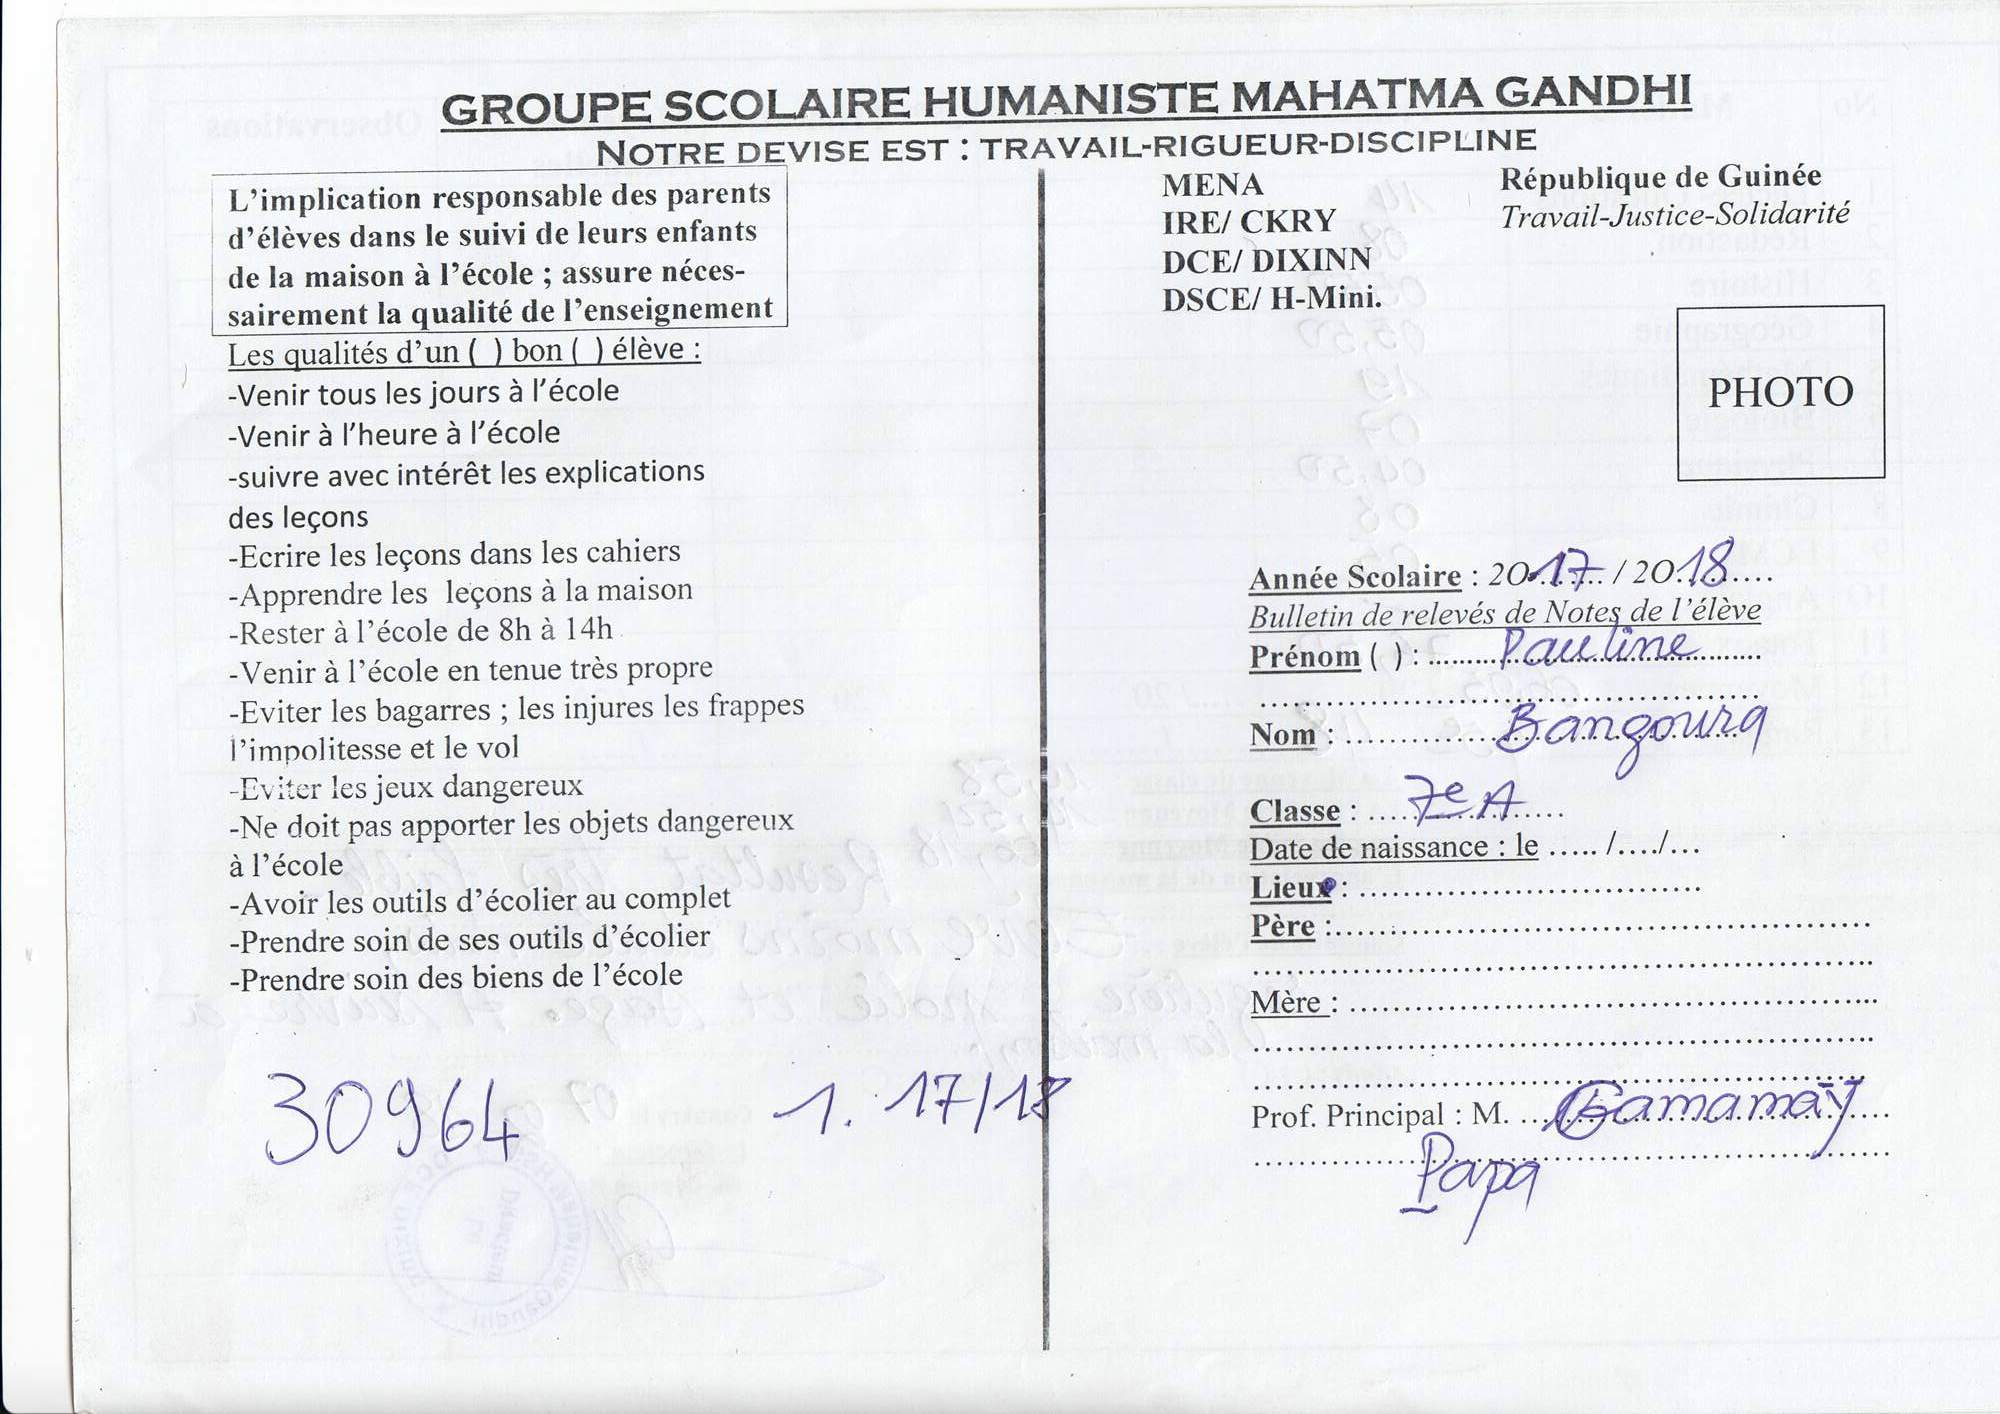 GROUPE SCOLAIRE HUMANISTE MAHATMA GANDHI
NOTRE DEVISE EST : TRAVAIL-RIGUEUR-DISCIPLINE
L'implication responsable des parents
d'élèves dans le suivi de leurs enfants
de la maison à l'école ; assure néces-
sairement la qualité de l'enseignement
Les qualités d'un ( ) bon ( ) élève :
-Venir tous les jours à l'école
-Venir à l'heure à l'école
-suivre avec intérêt les explications
des leçons
-Ecrire les leçons dans les cahiers
-Apprendre les leçons à la maison
-Rester à l'école de 8h à 14h
-Venir à l'école en tenue très propre
-Eviter les bagarres ; les injures les frappes
l'impolitesse et le vol
-Eviter les jeux dangereux
-Ne doit pas apporter les objets dangereux
à l'école
-Avoir les outils d'écolier au complet
-Prendre soin de ses outils d'écolier
-Prendre soin des biens de l'école
30964
1. 17/18
MENA
IRE/ CKRY
DCE/ DIXINN
DSCE/ H-Mini.
République de Guinée
Travail-Justice-Solidarité
PHOTO
Année Scolaire : 2017 / 2018
Bulletin de relevés de Notes de l'élève
Prénom ( ) : Pauline
Nom : Bangoura
Classe : 7e A
Date de naissance : le ..... /..../...
Lieux :
Père :
Mère :
Prof. Principal : M. Gamamay
Papa